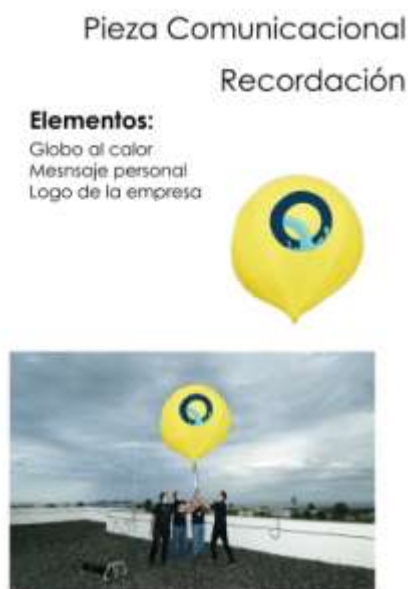 Pieza Comunicacional
Recordación
Elementos:
Globo al calor
Mesnsaje personal
Logo de la empresa